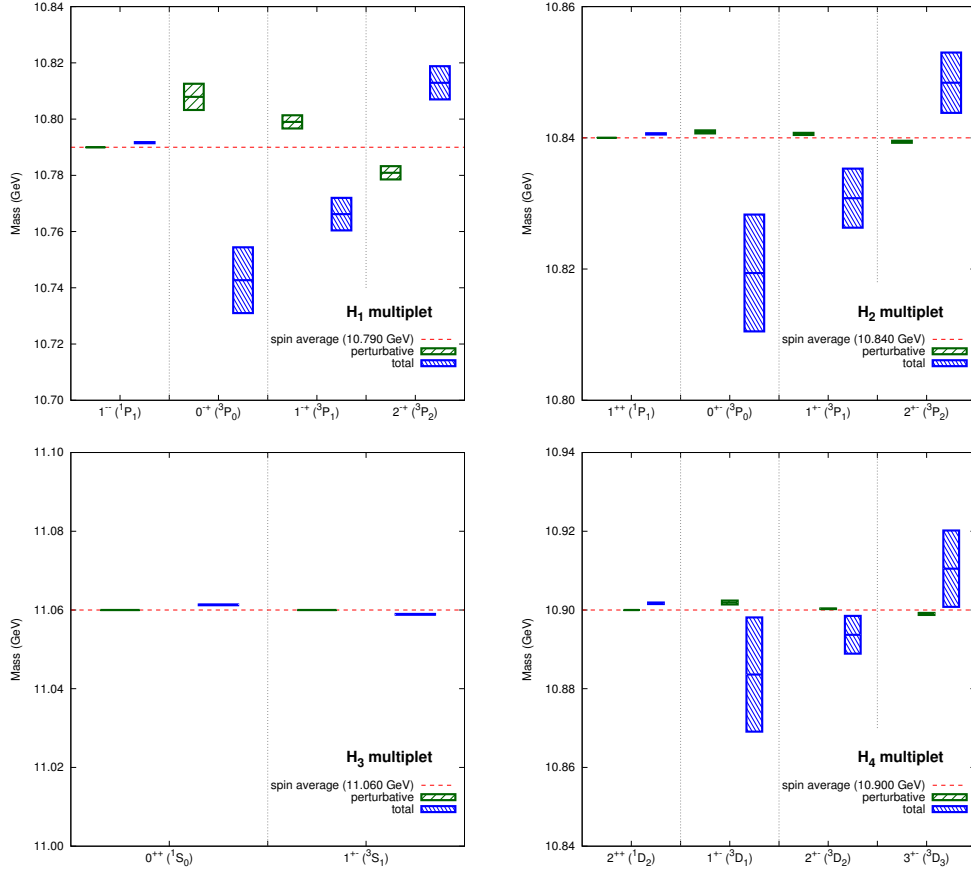 10.84
10.82
10.80
10.78
10.76
10.74
10.72
10.70
Mass (GeV)
H₁ multiplet
spin average (10.790 GeV)
perturbative
total
1⁻⁻ (¹P₁)
0⁻⁺ (³P₀)
1⁻⁺ (³P₁)
2⁻⁺ (³P₂)
10.86
10.84
10.82
10.80
Mass (GeV)
H₂ multiplet
spin average (10.840 GeV)
perturbative
total
1⁺⁺ (¹P₁)
0⁺⁻ (³P₀)
1⁺⁻ (³P₁)
2⁺⁻ (³P₂)
11.10
11.08
11.06
11.04
11.02
11.00
Mass (GeV)
H₃ multiplet
spin average (11.060 GeV)
perturbative
total
0⁺⁺ (¹S₀)
1⁺⁻ (³S₁)
10.94
10.92
10.90
10.88
10.86
10.84
Mass (GeV)
H₄ multiplet
spin average (10.900 GeV)
perturbative
total
2⁺⁺ (¹D₂)
1⁺⁻ (³D₁)
2⁺⁻ (³D₂)
3⁺⁻ (³D₃)